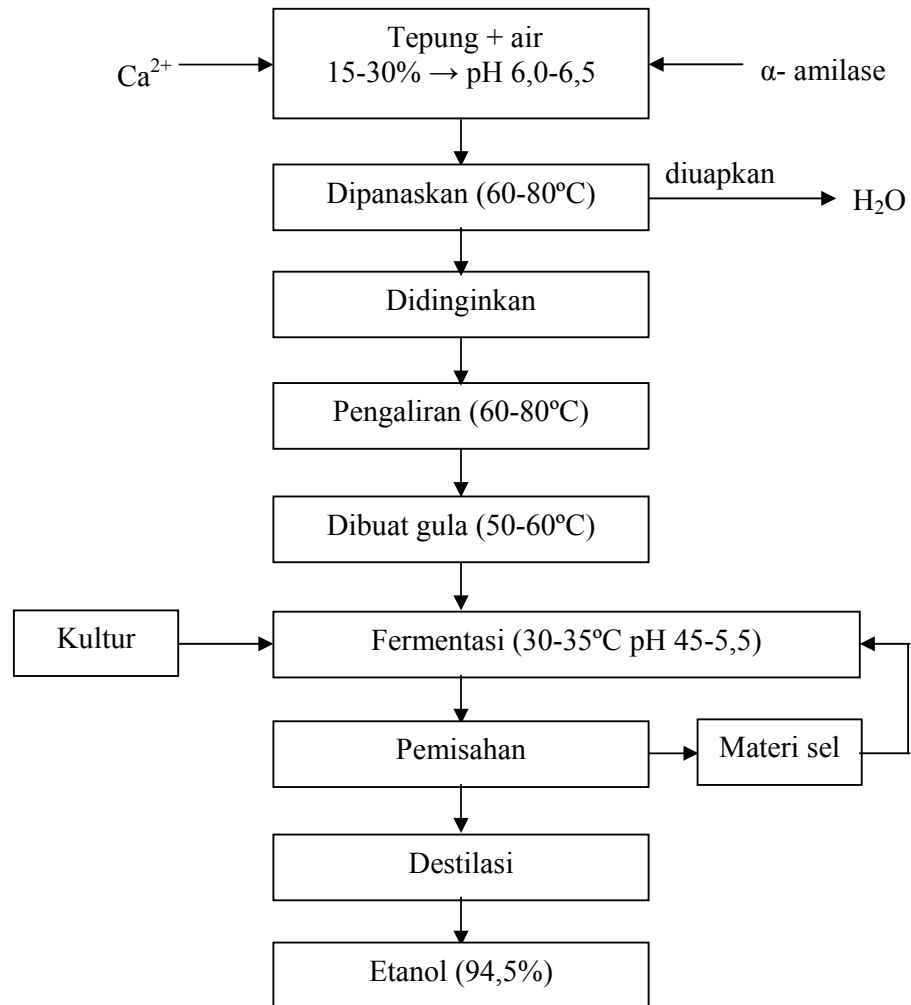 Tepung + air
Ca²⁺
15-30% → pH 6,0-6,5
α- amilase
Dipanaskan (60-80ºC)
diuapkan
H₂O
Didinginkan
Pengaliran (60-80ºC)
Dibuat gula (50-60ºC)
Kultur
Fermentasi (30-35ºC pH 45-5,5)
Pemisahan
Materi sel
Destilasi
Etanol (94,5%)